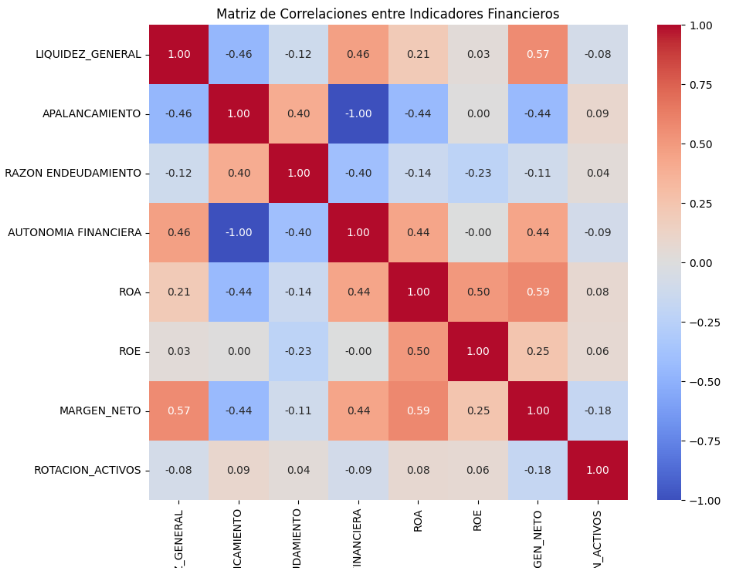 Matriz de Correlaciones entre Indicadores Financieros
LIQUIDEZ_GENERAL 1.00 -0.46 -0.12 0.46 0.21 0.03 0.57 -0.08
APALANCAMIENTO -0.46 1.00 0.40 -1.00 -0.44 0.00 -0.44 0.09
RAZON ENDEUDAMIENTO -0.12 0.40 1.00 -0.40 -0.14 -0.23 -0.11 0.04
AUTONOMIA FINANCIERA 0.46 -1.00 -0.40 1.00 0.44 -0.00 0.44 -0.09
ROA 0.21 -0.44 -0.14 0.44 1.00 0.50 0.59 0.08
ROE 0.03 0.00 -0.23 -0.00 0.50 1.00 0.25 0.06
MARGEN_NETO 0.57 -0.44 -0.11 0.44 0.59 0.25 1.00 -0.18
ROTACION_ACTIVOS -0.08 0.09 0.04 -0.09 0.08 0.06 -0.18 1.00
Z_GENERAL
NCAMIENTO
UDAMIENTO
FINANCIERA
ROA
ROE
GEN_NETO
N_ACTIVOS
1.00
0.75
0.50
0.25
0.00
−0.25
−0.50
−0.75
−1.00